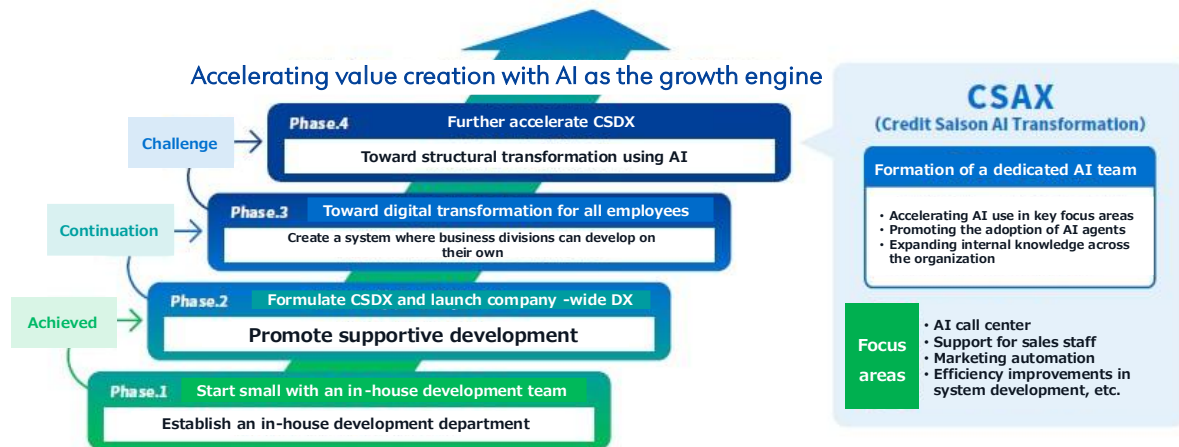 Accelerating value creation with AI as the growth engine
Phase.4
Further accelerate CSDX
Toward structural transformation using AI
Challenge
Phase.3
Toward digital transformation for all employees
Create a system where business divisions can develop on
their own
Continuation
Phase.2
Formulate CSDX and launch company -wide DX
Promote supportive development
Achieved
Phase.1
Start small with an in-house development team
Establish an in-house development department
CSAX
(Credit Saison AI Transformation)
Formation of a dedicated AI team
・Accelerating AI use in key focus areas
・Promoting the adoption of AI agents
・Expanding internal knowledge across
the organization
Focus
areas
・AI call center
・Support for sales staff
・Marketing automation
・Efficiency improvements in
system development, etc.